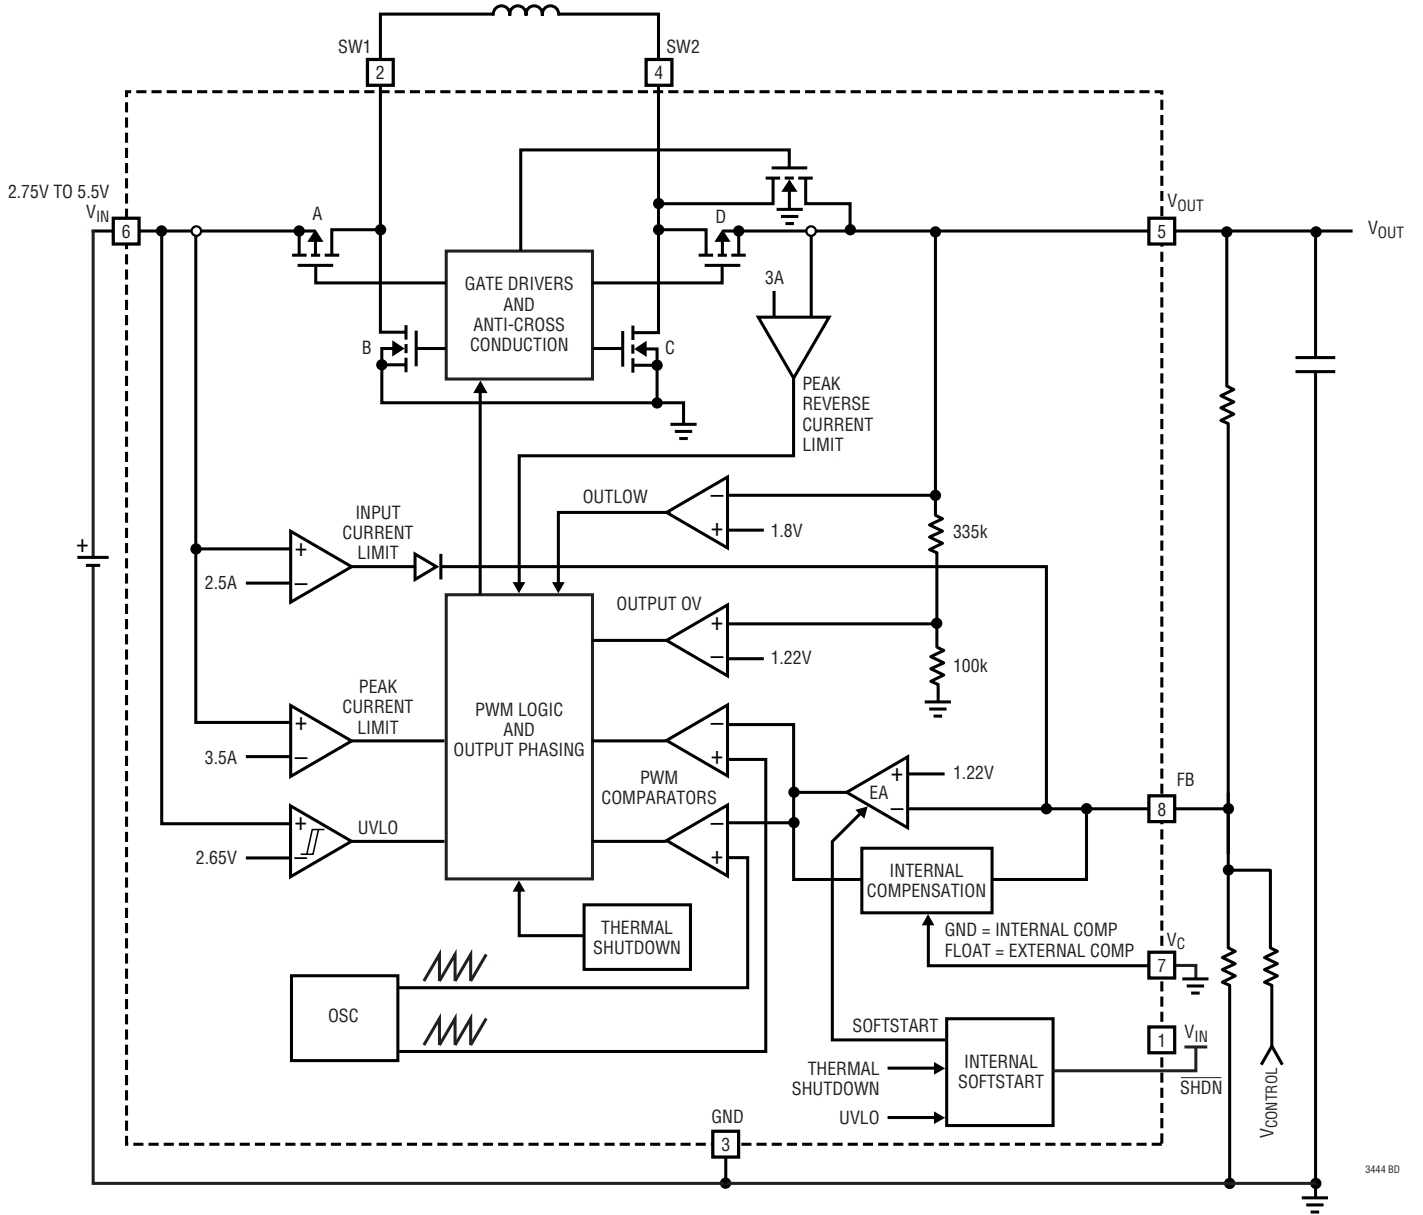 SW1
SW2
2
4
2.75V TO 5.5V
VIN
6
A
D
VOUT
5
VOUT
GATE DRIVERS
AND
ANTI-CROSS
CONDUCTION
3A
B
C
PEAK
REVERSE
CURRENT
LIMIT
OUTLOW
–
+
1.8V
335k
INPUT
CURRENT
LIMIT
+
+
–
2.5A
OUTPUT OV
+
–
1.22V
100k
PEAK
CURRENT
LIMIT
+
–
3.5A
PWM LOGIC
AND
OUTPUT PHASING
–
+
PWM
COMPARATORS
–
+
EA
+
–
1.22V
FB
8
UVLO
+
–
2.65V
INTERNAL
COMPENSATION
THERMAL
SHUTDOWN
GND = INTERNAL COMP
FLOAT = EXTERNAL COMP
VC
7
OSC
SOFTSTART
INTERNAL
SOFTSTART
THERMAL
SHUTDOWN
UVLO
1
VIN
SHDN
VCONTROL
GND
3
3444 BD